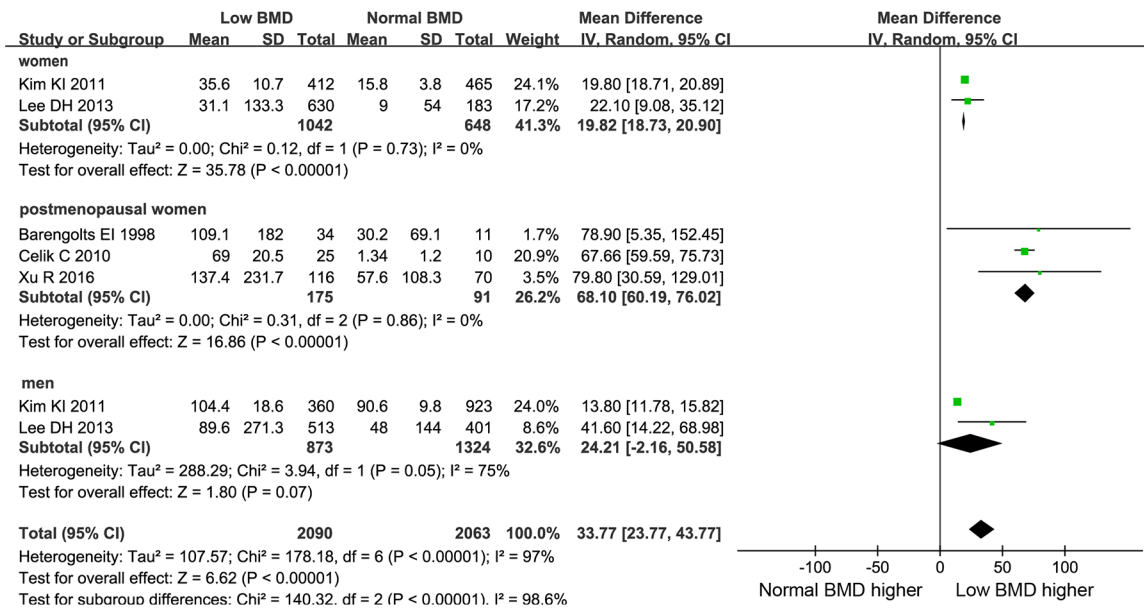 Low BMD Normal BMD Mean Difference Mean Difference
Study or Subgroup Mean SD Total Mean SD Total Weight IV, Random, 95% CI IV, Random, 95% CI
women
Kim KI 2011 35.6 10.7 412 15.8 3.8 465 24.1% 19.80 [18.71, 20.89]
Lee DH 2013 31.1 133.3 630 9 54 183 17.2% 22.10 [9.08, 35.12]
Subtotal (95% CI) 1042 648 41.3% 19.82 [18.73, 20.90]
Heterogeneity: Tau² = 0.00; Chi² = 0.12, df = 1 (P = 0.73); I² = 0%
Test for overall effect: Z = 35.78 (P < 0.00001)
postmenopausal women
Barengolts EI 1998 109.1 182 34 30.2 69.1 11 1.7% 78.90 [5.35, 152.45]
Celik C 2010 69 20.5 25 1.34 1.2 10 20.9% 67.66 [59.59, 75.73]
Xu R 2016 137.4 231.7 116 57.6 108.3 70 3.5% 79.80 [30.59, 129.01]
Subtotal (95% CI) 175 91 26.2% 68.10 [60.19, 76.02]
Heterogeneity: Tau² = 0.00; Chi² = 0.31, df = 2 (P = 0.86); I² = 0%
Test for overall effect: Z = 16.86 (P < 0.00001)
men
Kim KI 2011 104.4 18.6 360 90.6 9.8 923 24.0% 13.80 [11.78, 15.82]
Lee DH 2013 89.6 271.3 513 48 144 401 8.6% 41.60 [14.22, 68.98]
Subtotal (95% CI) 873 1324 32.6% 24.21 [-2.16, 50.58]
Heterogeneity: Tau² = 288.29; Chi² = 3.94, df = 1 (P = 0.05); I² = 75%
Test for overall effect: Z = 1.80 (P = 0.07)
Total (95% CI) 2090 2063 100.0% 33.77 [23.77, 43.77]
Heterogeneity: Tau² = 107.57; Chi² = 178.18, df = 6 (P < 0.00001); I² = 97%
Test for overall effect: Z = 6.62 (P < 0.00001)
Test for subgroup differences: Chi² = 140.32, df = 2 (P < 0.00001), I² = 98.6%
-100 -50 0 50 100
Normal BMD higher Low BMD higher